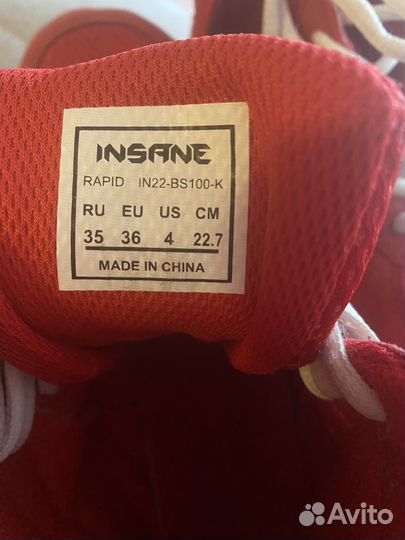 INSANE
RAPID IN22-BS100-K
RU EU US CM
35 36 4 22.7
MADE IN CHINA
Avito